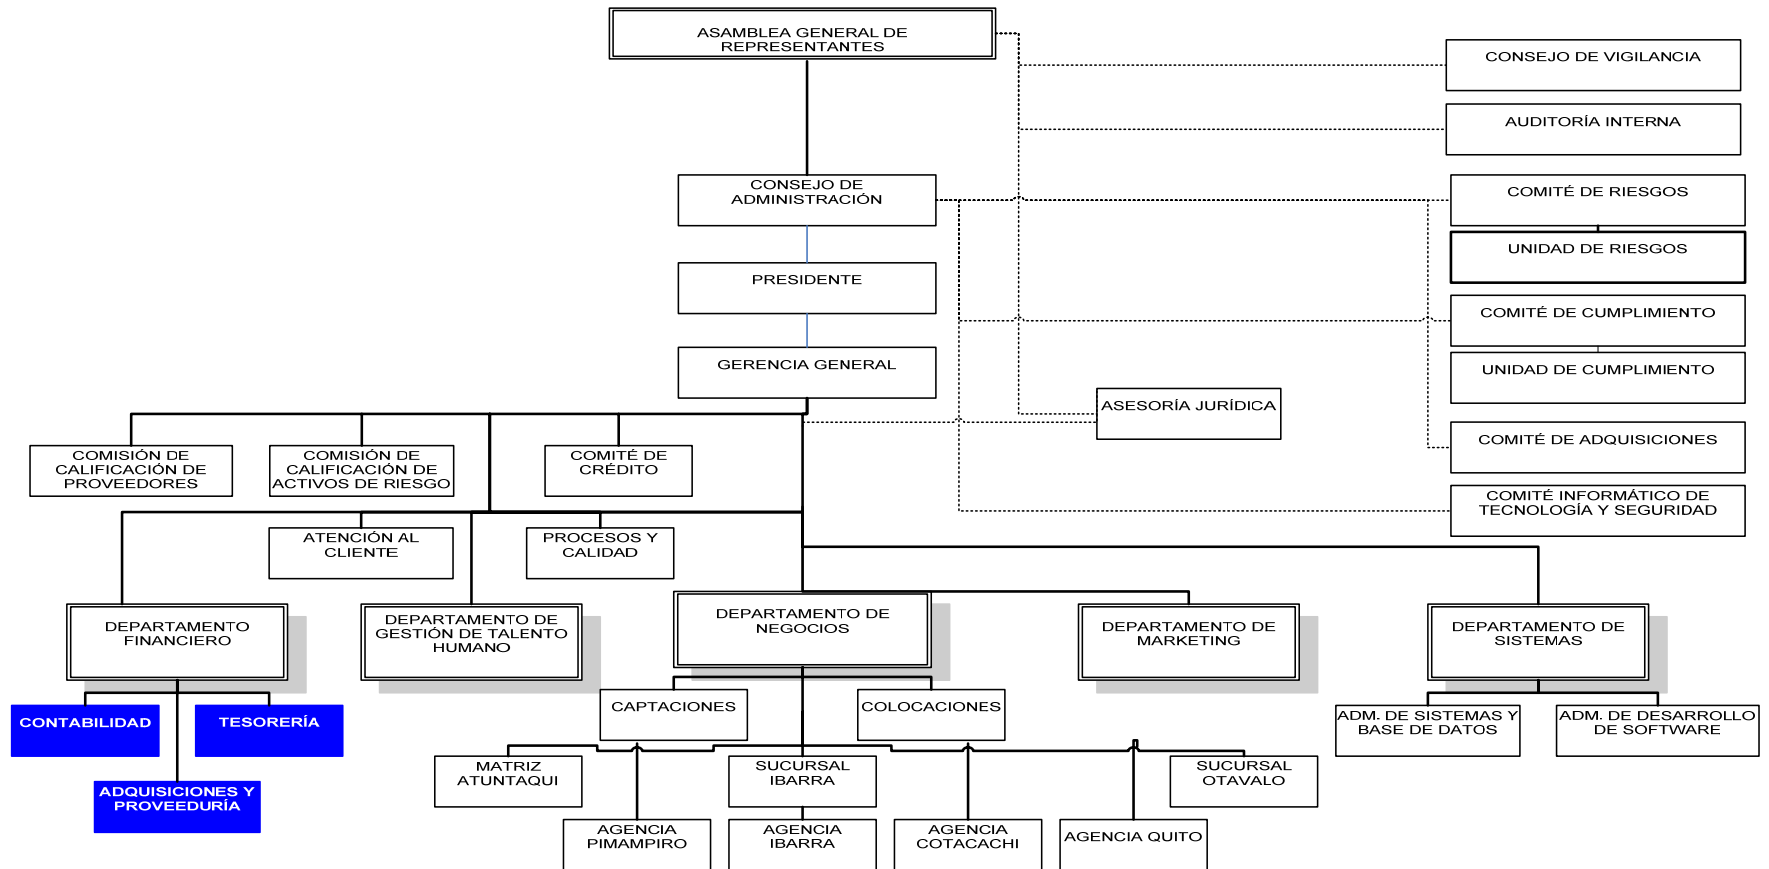 ASAMBLEA GENERAL DE
REPRESENTANTES
CONSEJO DE VIGILANCIA
AUDITORÍA INTERNA
CONSEJO DE
ADMINISTRACIÓN
COMITÉ DE RIESGOS
UNIDAD DE RIESGOS
PRESIDENTE
COMITÉ DE CUMPLIMIENTO
GERENCIA GENERAL
UNIDAD DE CUMPLIMIENTO
ASESORÍA JURÍDICA
COMITÉ DE ADQUISICIONES
COMISIÓN DE
CALIFICACIÓN DE
PROVEEDORES
COMISIÓN DE
CALIFICACIÓN DE
ACTIVOS DE RIESGO
COMITÉ DE
CRÉDITO
COMITÉ INFORMÁTICO DE
TECNOLOGÍA Y SEGURIDAD
ATENCIÓN AL
CLIENTE
PROCESOS Y
CALIDAD
DEPARTAMENTO
FINANCIERO
DEPARTAMENTO DE
GESTIÓN DE TALENTO
HUMANO
DEPARTAMENTO DE
NEGOCIOS
DEPARTAMENTO DE
MARKETING
DEPARTAMENTO DE
SISTEMAS
CONTABILIDAD
TESORERÍA
CAPTACIONES
COLOCACIONES
ADM. DE SISTEMAS Y
BASE DE DATOS
ADM. DE DESARROLLO
DE SOFTWARE
ADQUISICIONES Y
PROVEEDURÍA
MATRIZ
ATUNTAQUI
SUCURSAL
IBARRA
SUCURSAL
OTAVALO
AGENCIA
PIMAMPIRO
AGENCIA
IBARRA
AGENCIA
COTACACHI
AGENCIA QUITO